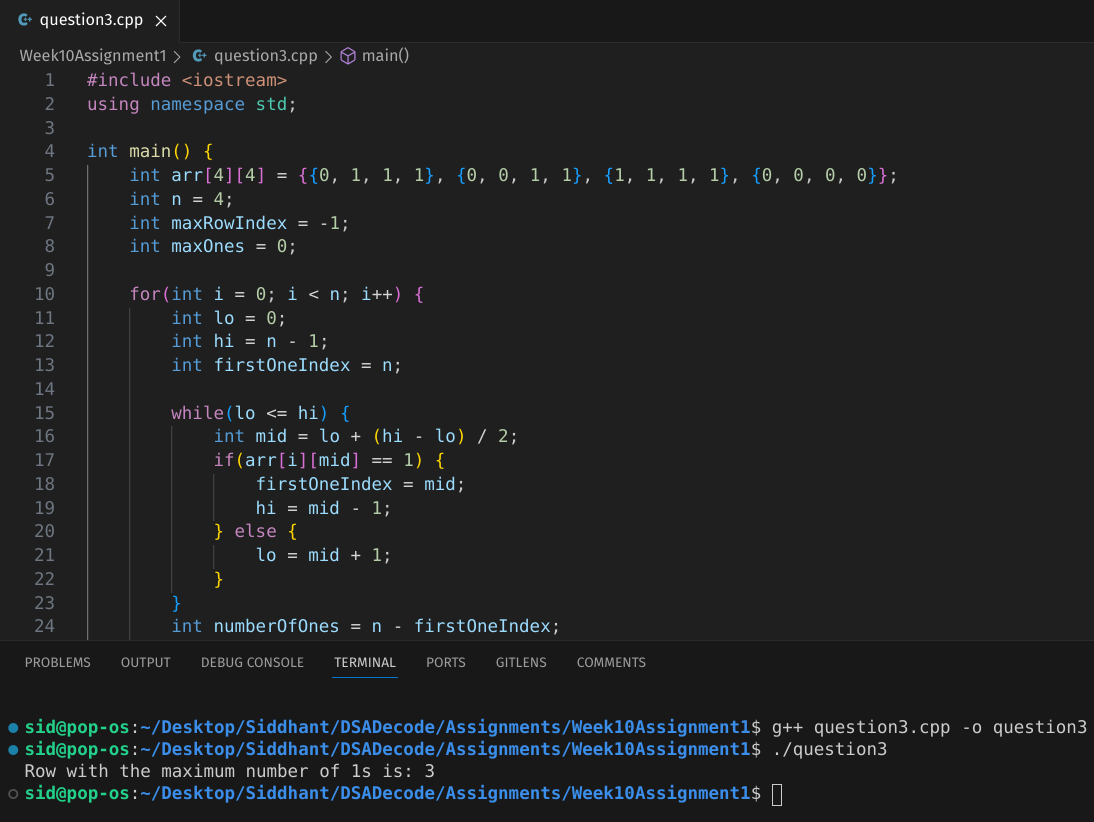 question3.cpp
Week10Assignment1 > question3.cpp > main()
1 #include <iostream>
2 using namespace std;
3
4 int main() {
5     int arr[4][4] = {{0, 1, 1, 1}, {0, 0, 1, 1}, {1, 1, 1, 1}, {0, 0, 0, 0}};
6     int n = 4;
7     int maxRowIndex = -1;
8     int maxOnes = 0;
9
10     for(int i = 0; i < n; i++) {
11         int lo = 0;
12         int hi = n - 1;
13         int firstOneIndex = n;
14
15         while(lo <= hi) {
16             int mid = lo + (hi - lo) / 2;
17             if(arr[i][mid] == 1) {
18                 firstOneIndex = mid;
19                 hi = mid - 1;
20             } else {
21                 lo = mid + 1;
22             }
23         }
24         int numberOfOnes = n - firstOneIndex;
PROBLEMS OUTPUT DEBUG CONSOLE TERMINAL PORTS GITLENS COMMENTS
sid@pop-os:~/Desktop/Siddhant/DSADecode/Assignments/Week10Assignment1$ g++ question3.cpp -o question3
sid@pop-os:~/Desktop/Siddhant/DSADecode/Assignments/Week10Assignment1$ ./question3
Row with the maximum number of 1s is: 3
sid@pop-os:~/Desktop/Siddhant/DSADecode/Assignments/Week10Assignment1$